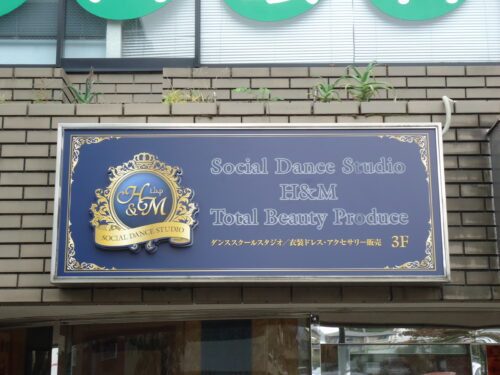 H
&M
SOCIAL DANCE STUDIO
Social Dance Studio
H&M
Total Beauty Produce
ダンススクールスタジオ/衣装ドレス・アクセサリー販売 3F